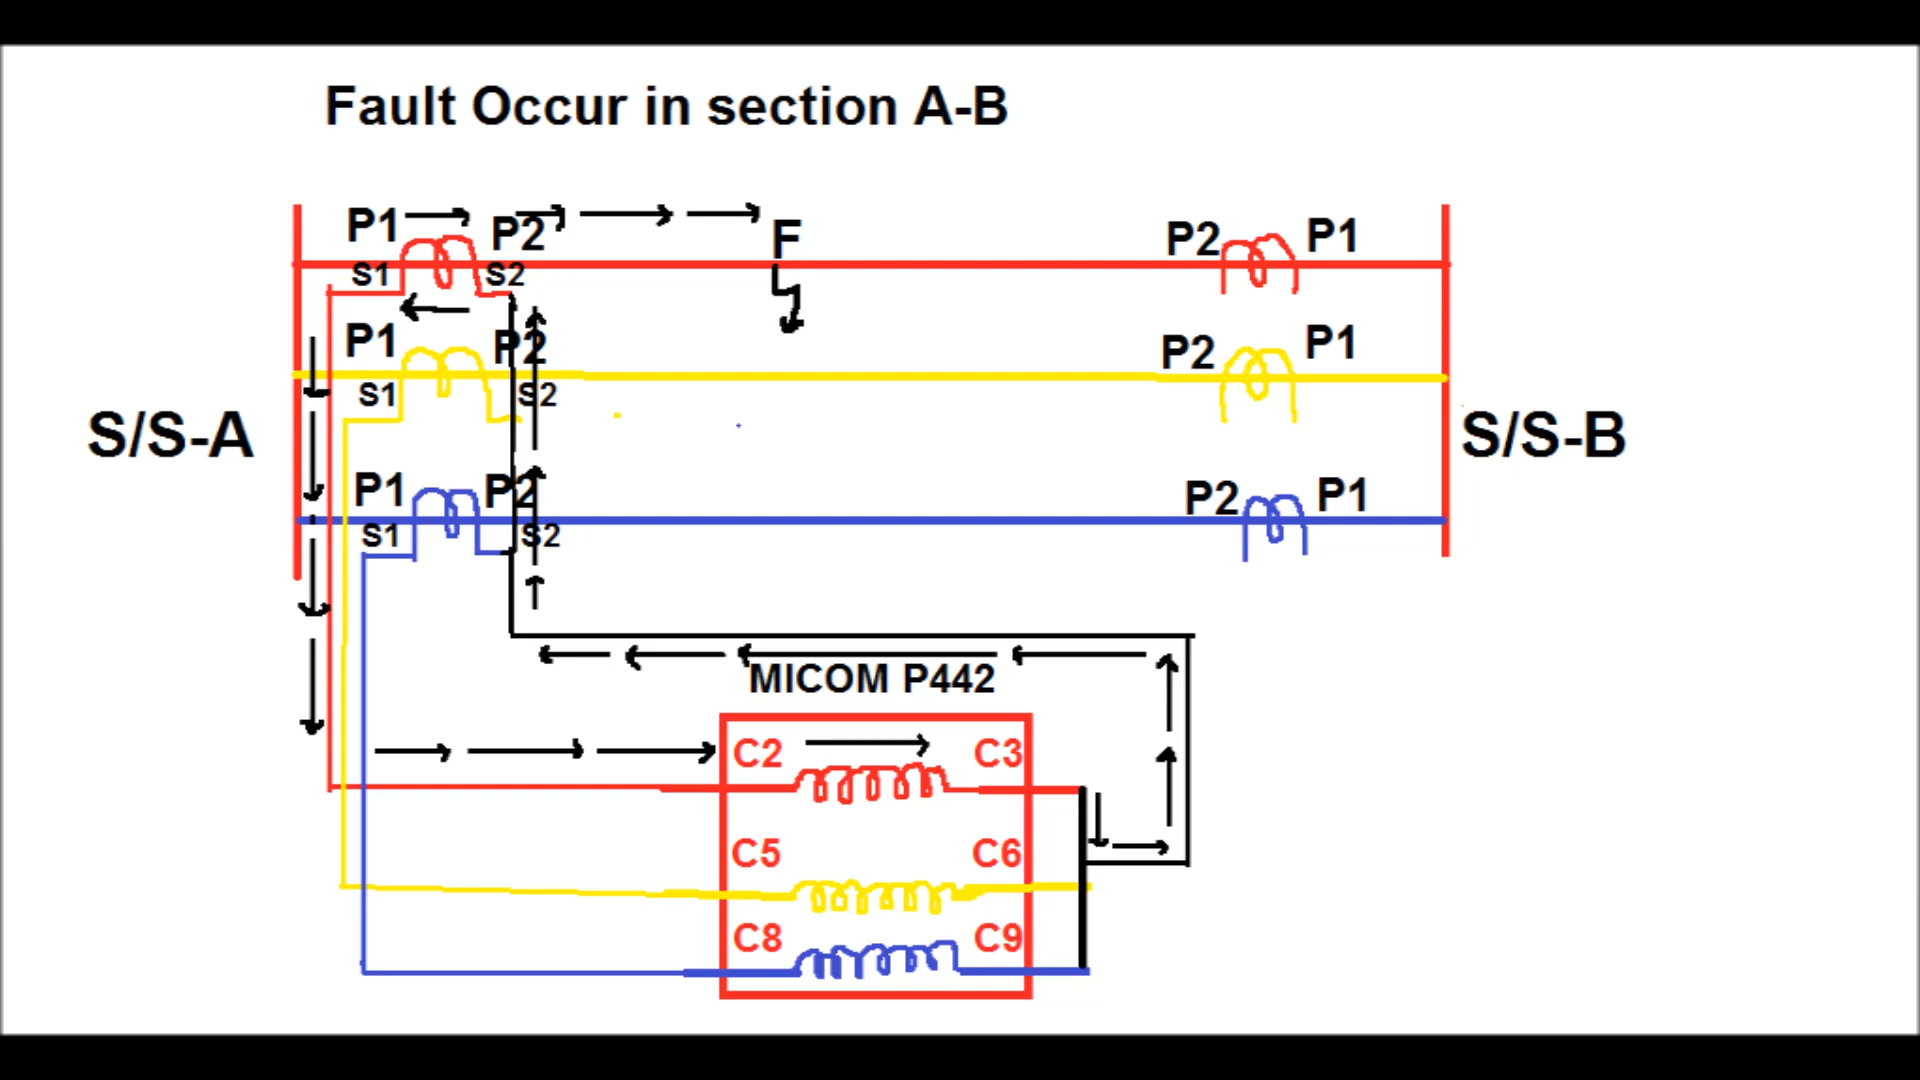 Fault Occur in section A-B
P1 P2 F P2 P1
S1 S2
P1 P2 P2 P1
S1 S2
S/S-A S/S-B
P1 P2 P2 P1
S1 S2
MICOM P442
C2 C3
C5 C6
C8 C9